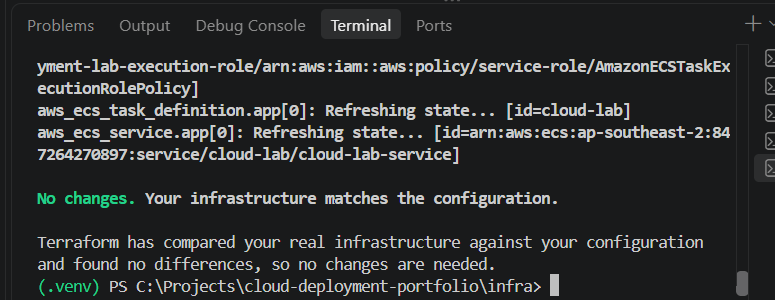 Problems Output Debug Console Terminal Ports
yment-lab-execution-role/arn:aws:iam::aws:policy/service-role/AmazonECSTaskEx
ecutionRolePolicy]
aws_ecs_task_definition.app[0]: Refreshing state... [id=cloud-lab]
aws_ecs_service.app[0]: Refreshing state... [id=arn:aws:ecs:ap-southeast-2:84
7264270897:service/cloud-lab/cloud-lab-service]
No changes. Your infrastructure matches the configuration.
Terraform has compared your real infrastructure against your configuration
and found no differences, so no changes are needed.
(.venv) PS C:\Projects\cloud-deployment-portfolio\infra>